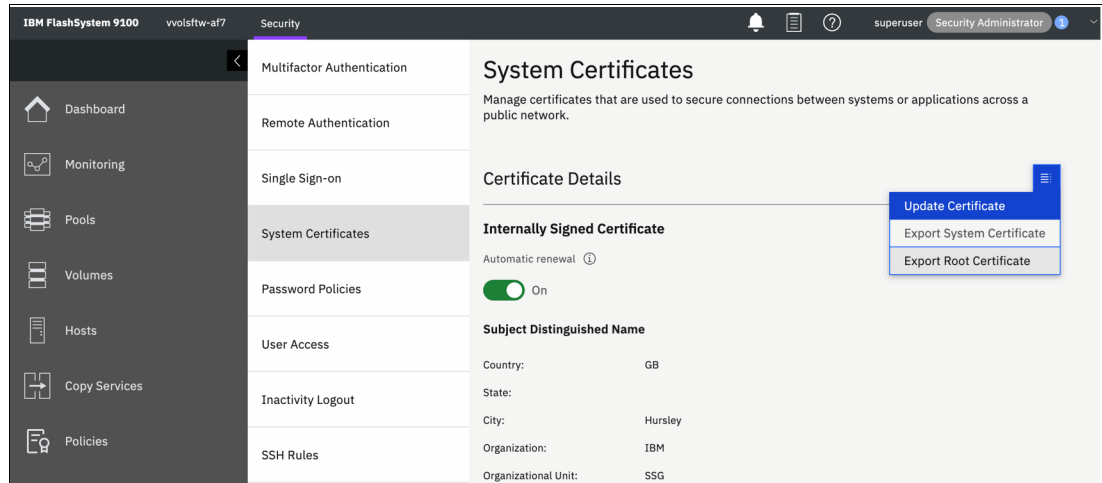 IBM FlashSystem 9100 vvolsftw-af7 Security superuser Security Administrator 1
Dashboard
Monitoring
Pools
Volumes
Hosts
Copy Services
Policies
Multifactor Authentication
Remote Authentication
Single Sign-on
System Certificates
Password Policies
User Access
Inactivity Logout
SSH Rules
System Certificates
Manage certificates that are used to secure connections between systems or applications across a
public network.
Certificate Details
Update Certificate
Export System Certificate
Export Root Certificate
Internally Signed Certificate
Automatic renewal
On
Subject Distinguished Name
Country: GB
State:
City: Hursley
Organization: IBM
Organizational Unit: SSG